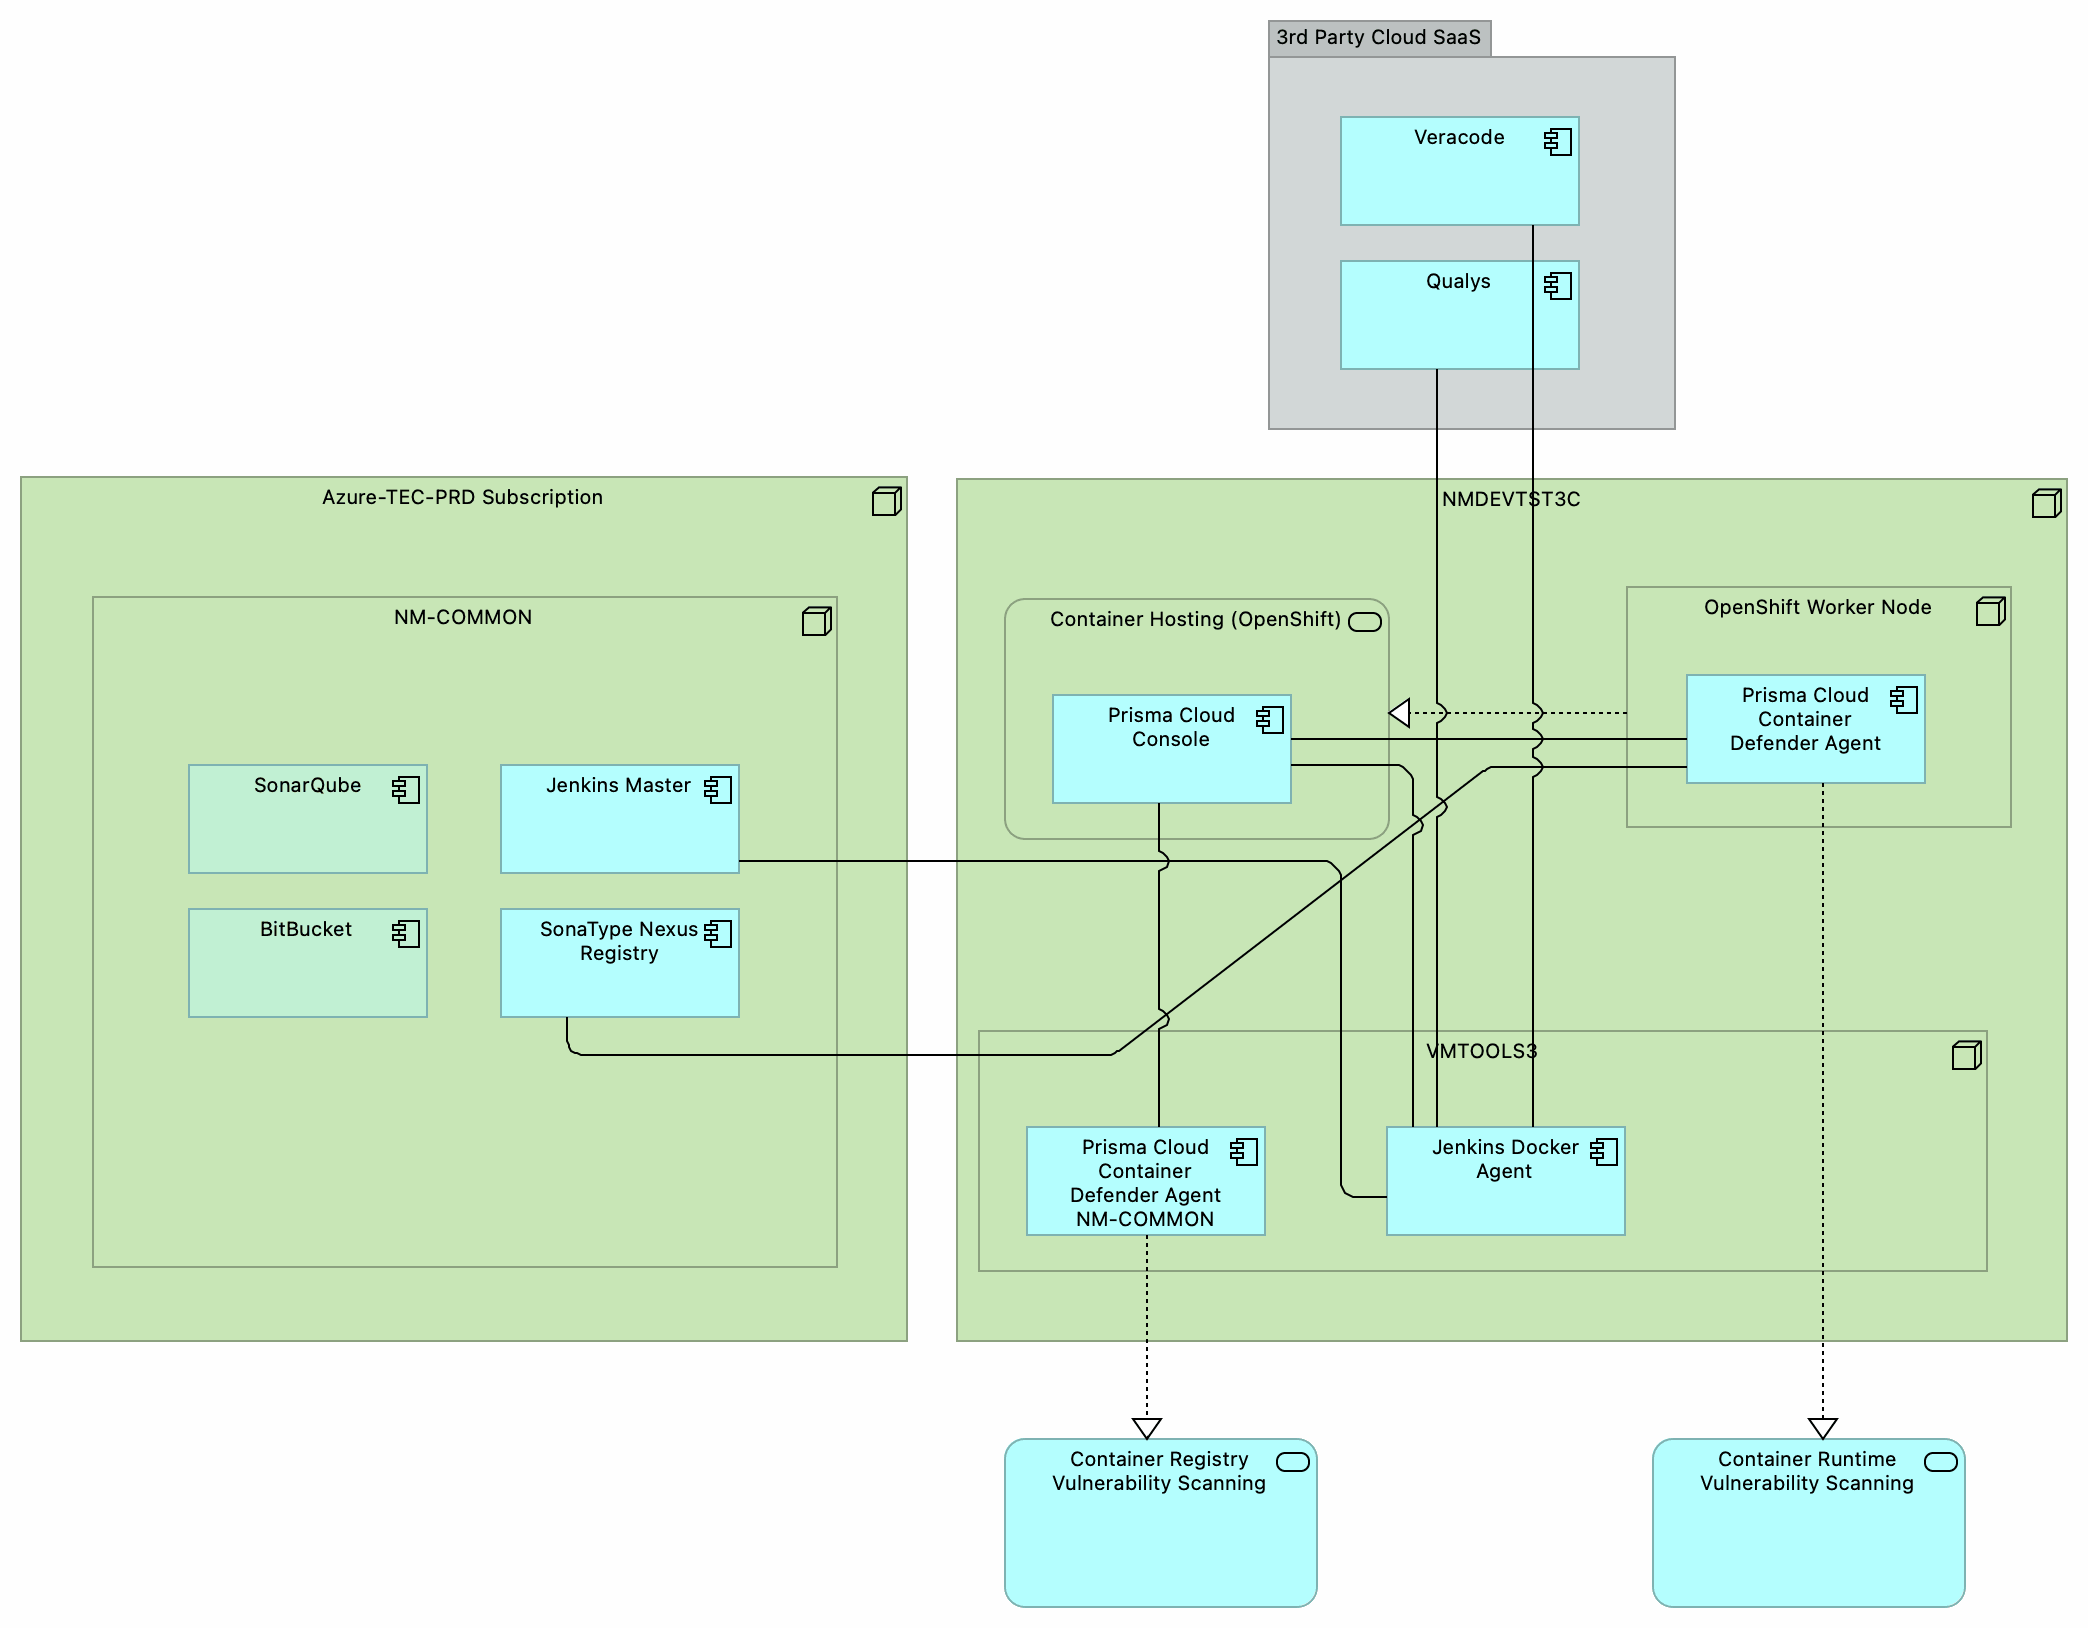 3rd Party Cloud SaaS
Veracode
Qualys
Azure-TEC-PRD Subscription
NM-COMMON
SonarQube
Jenkins Master
BitBucket
SonaType Nexus
Registry
NMDEVTST3C
Container Hosting (OpenShift)
Prisma Cloud
Console
OpenShift Worker Node
Prisma Cloud
Container
Defender Agent
VMTOOLS3
Prisma Cloud
Container
Defender Agent
NM-COMMON
Jenkins Docker
Agent
Container Registry
Vulnerability Scanning
Container Runtime
Vulnerability Scanning